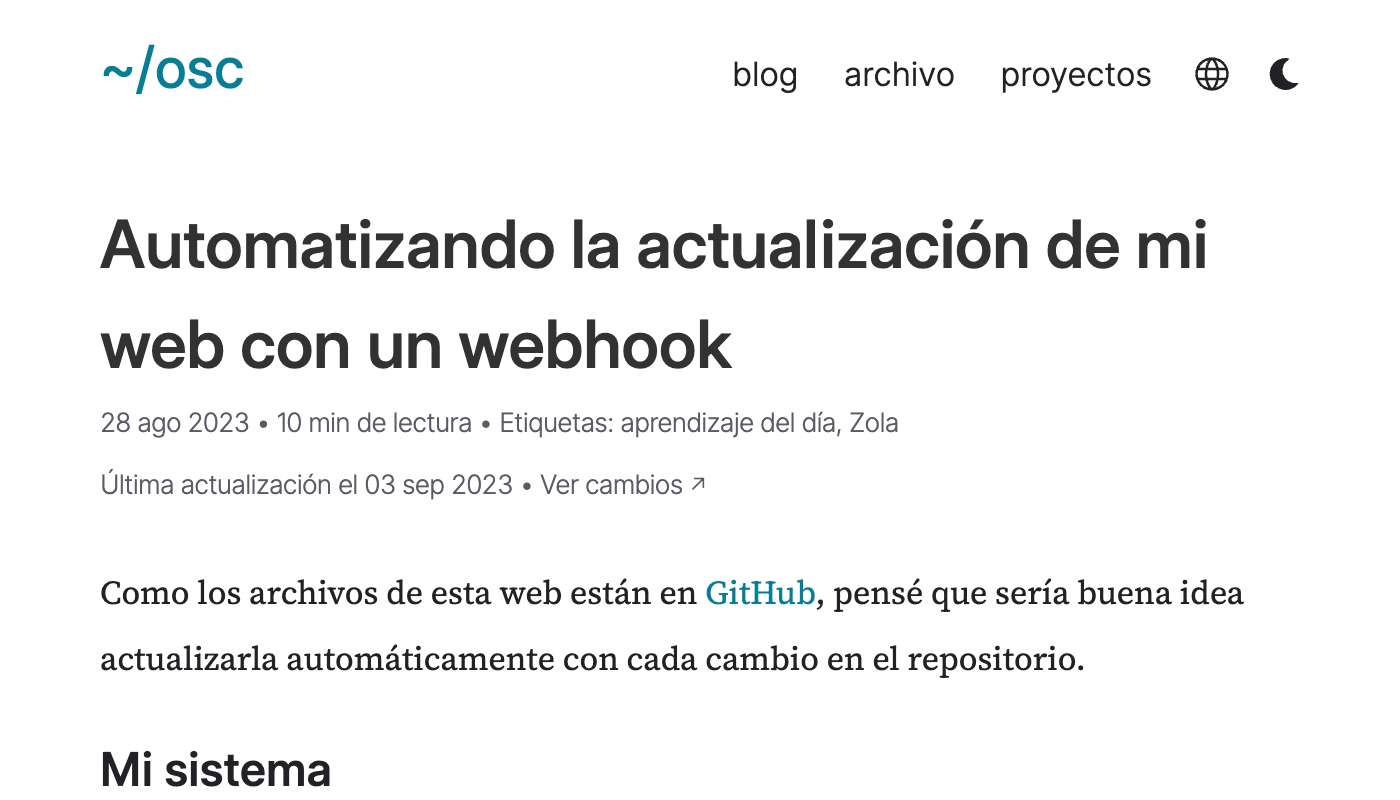 ~/osc
blog archivo proyectos
Automatizando la actualización de mi
web con un webhook
28 ago 2023 • 10 min de lectura • Etiquetas: aprendizaje del día, Zola
Última actualización el 03 sep 2023 • Ver cambios ↗
Como los archivos de esta web están en GitHub, pensé que sería buena idea
actualizarla automáticamente con cada cambio en el repositorio.
Mi sistema